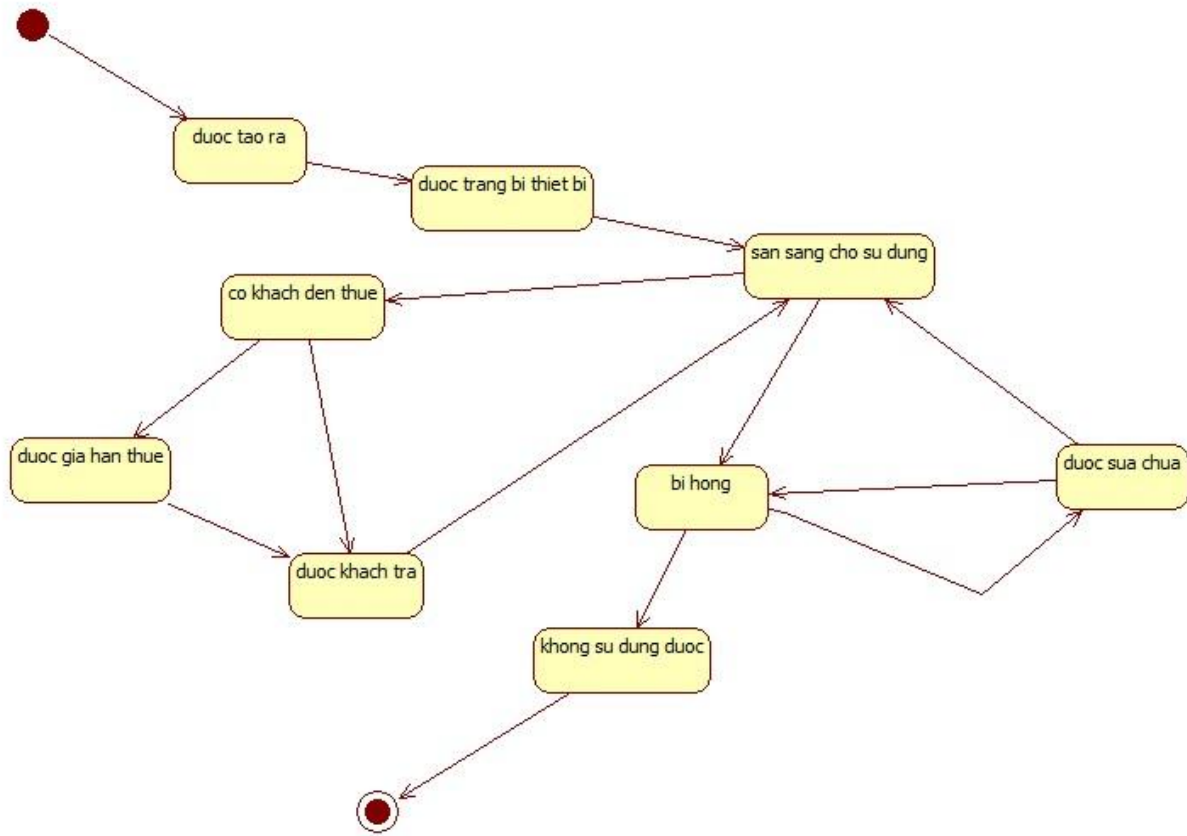 duoc tao ra
duoc trang bi thiet bi
san sang cho su dung
co khach den thue
duoc gia han thue
bi hong
duoc sua chua
duoc khach tra
khong su dung duoc